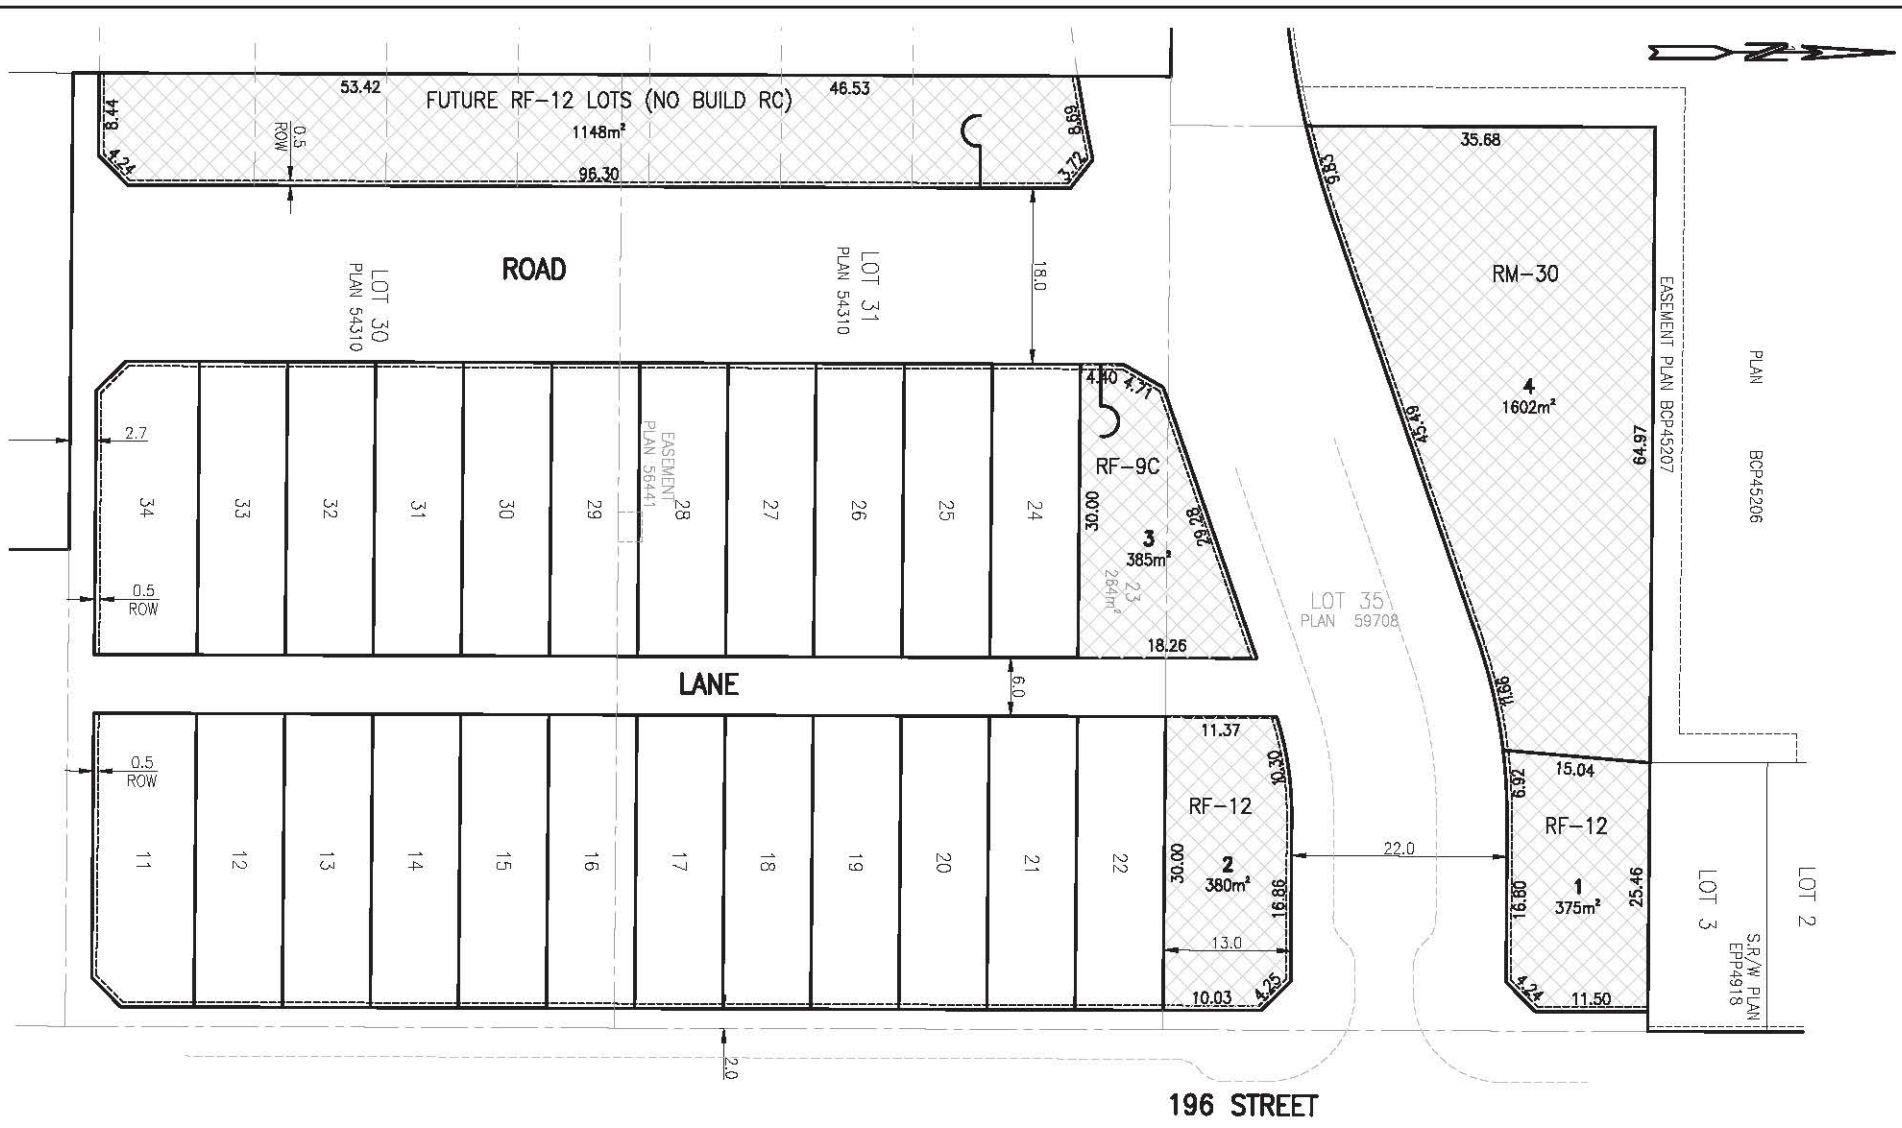 N
53.42
46.53
FUTURE RF-12 LOTS (NO BUILD RC)
1148m²
8.44
4.24
0.5
ROW
96.30
8.69
3.72
35.68
9.83
ROAD
LOT 30
PLAN 54310
LOT 31
PLAN 54310
18.0
RM-30
4
1602m²
45.49
64.97
EASEMENT PLAN BCP45207
PLAN BCP45206
2.7
4.40
4.71
RF-9C
30.00
29.28
3
385m²
23
264m²
18.26
34
33
32
31
30
29
28
27
26
25
24
EASEMENT
PLAN 56441
0.5
ROW
LOT 35
PLAN 59708
LANE
6.0
11.66
11.37
10.30
15.04
6.92
0.5
ROW
RF-12
RF-12
11
12
13
14
15
16
17
18
19
20
21
22
30.00
2
380m²
16.86
22.0
16.80
1
375m²
25.46
LOT 3
LOT 2
S.R/W PLAN
EPP4918
13.0
10.03
4.25
4.24
11.50
2.0
196 STREET